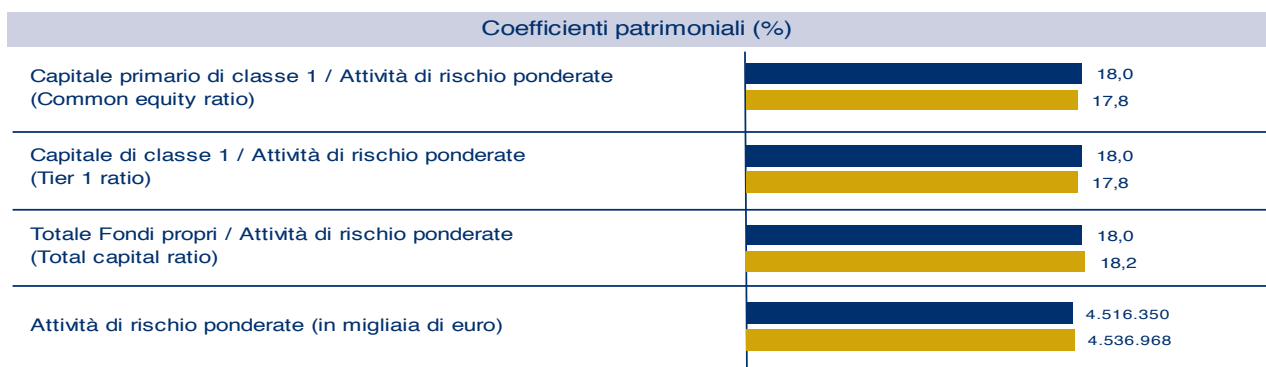 Coefficienti patrimoniali (%)
Capitale primario di classe 1 / Attività di rischio ponderate
(Common equity ratio)
18,0
17,8
Capitale di classe 1 / Attività di rischio ponderate
(Tier 1 ratio)
18,0
17,8
Totale Fondi propri / Attività di rischio ponderate
(Total capital ratio)
18,0
18,2
Attività di rischio ponderate (in migliaia di euro)
4.516.350
4.536.968